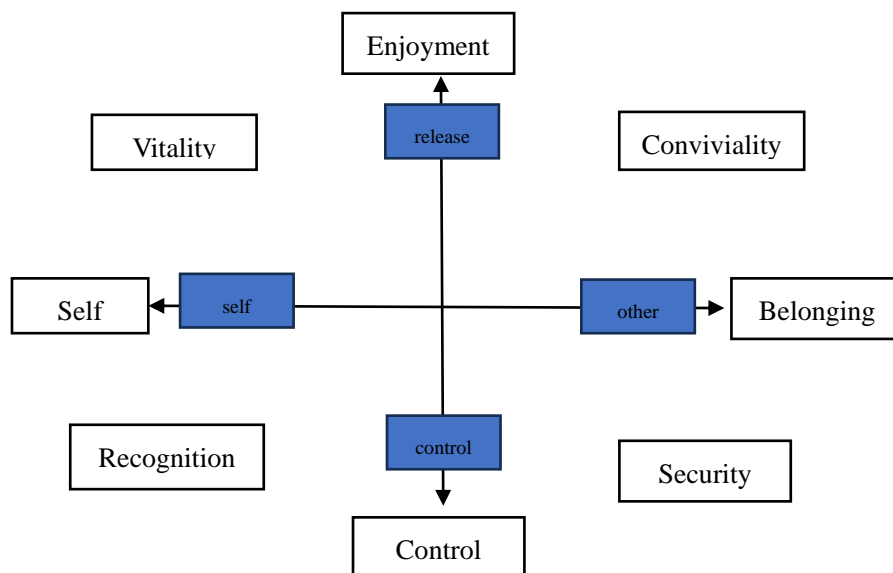 Enjoyment
release
Vitality
Conviviality
Self
self
other
Belonging
control
Recognition
Security
Control